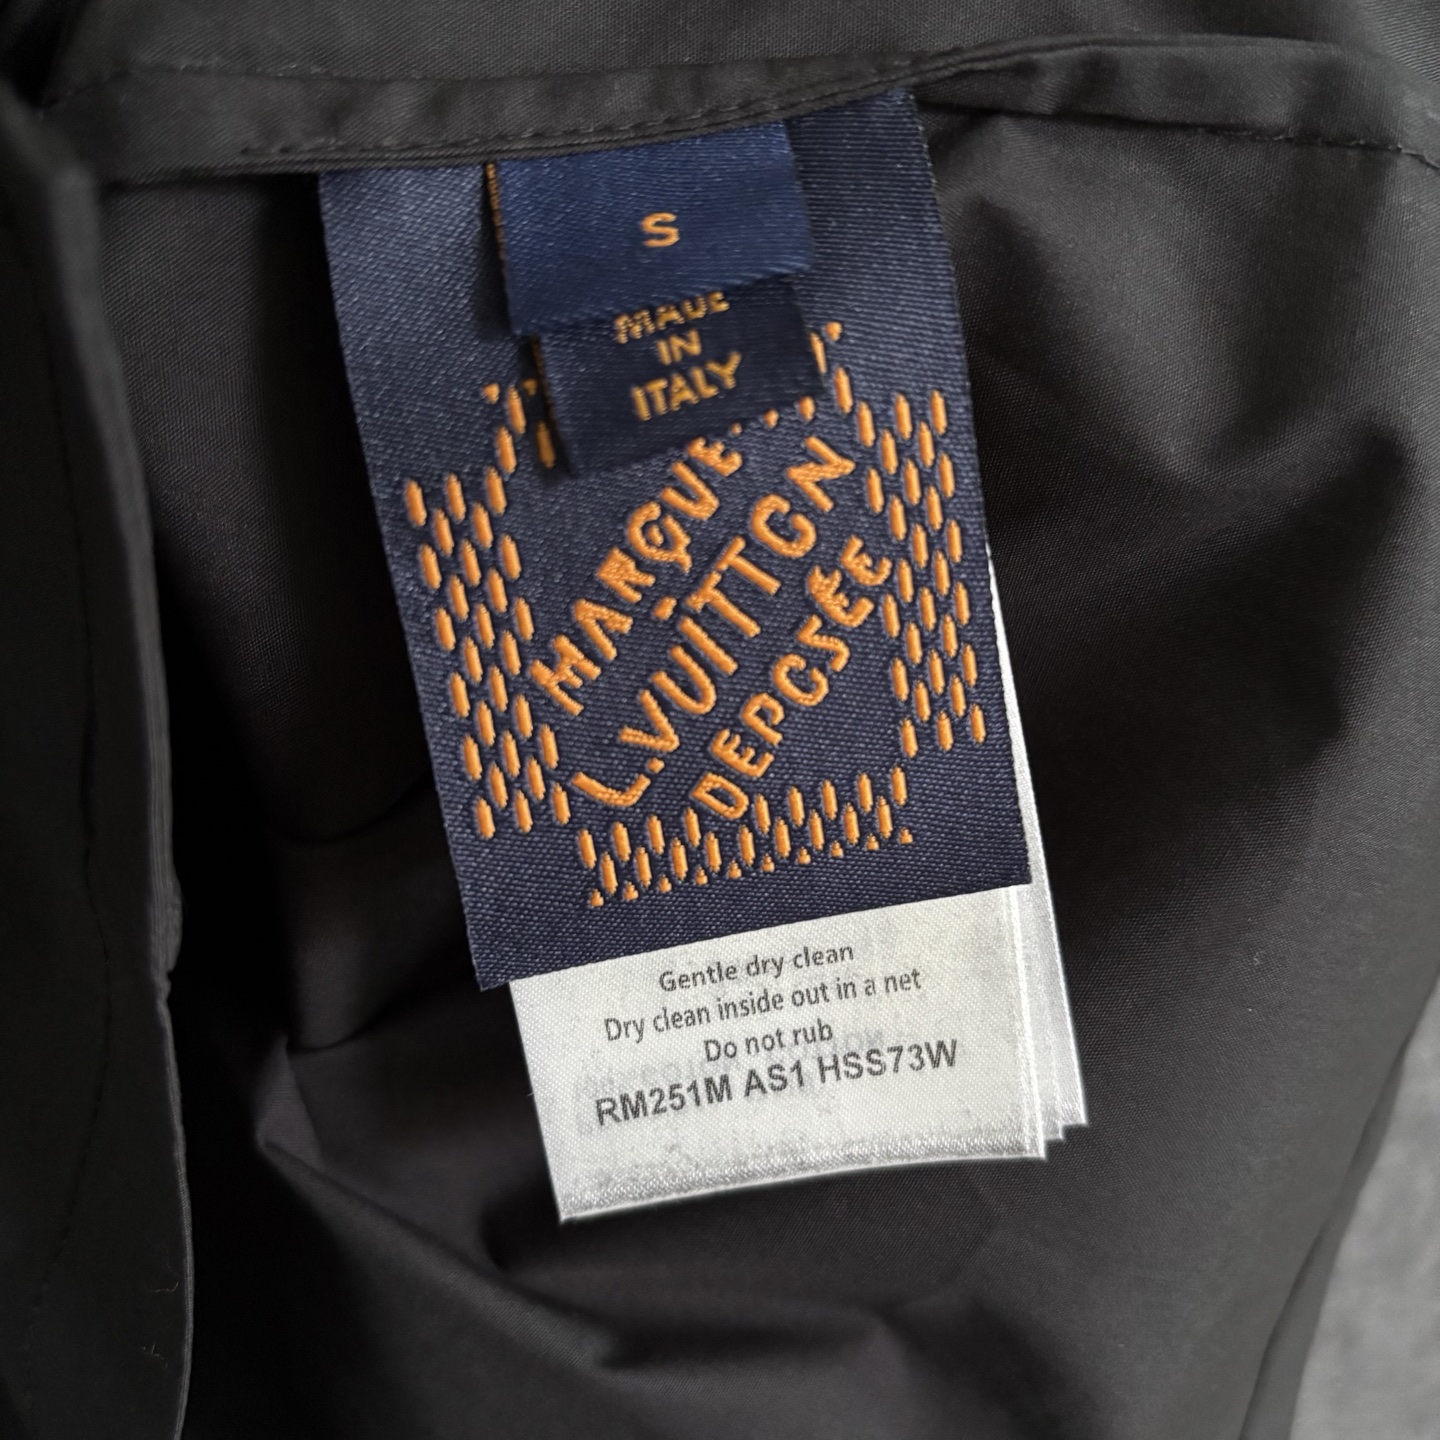 S
MADE
IN
ITALY
MARQUE
L.VUITTON
DEPOSÉE
Gentle dry clean
Dry clean inside out in a net
Do not rub
RM251M AS1 HSS73W